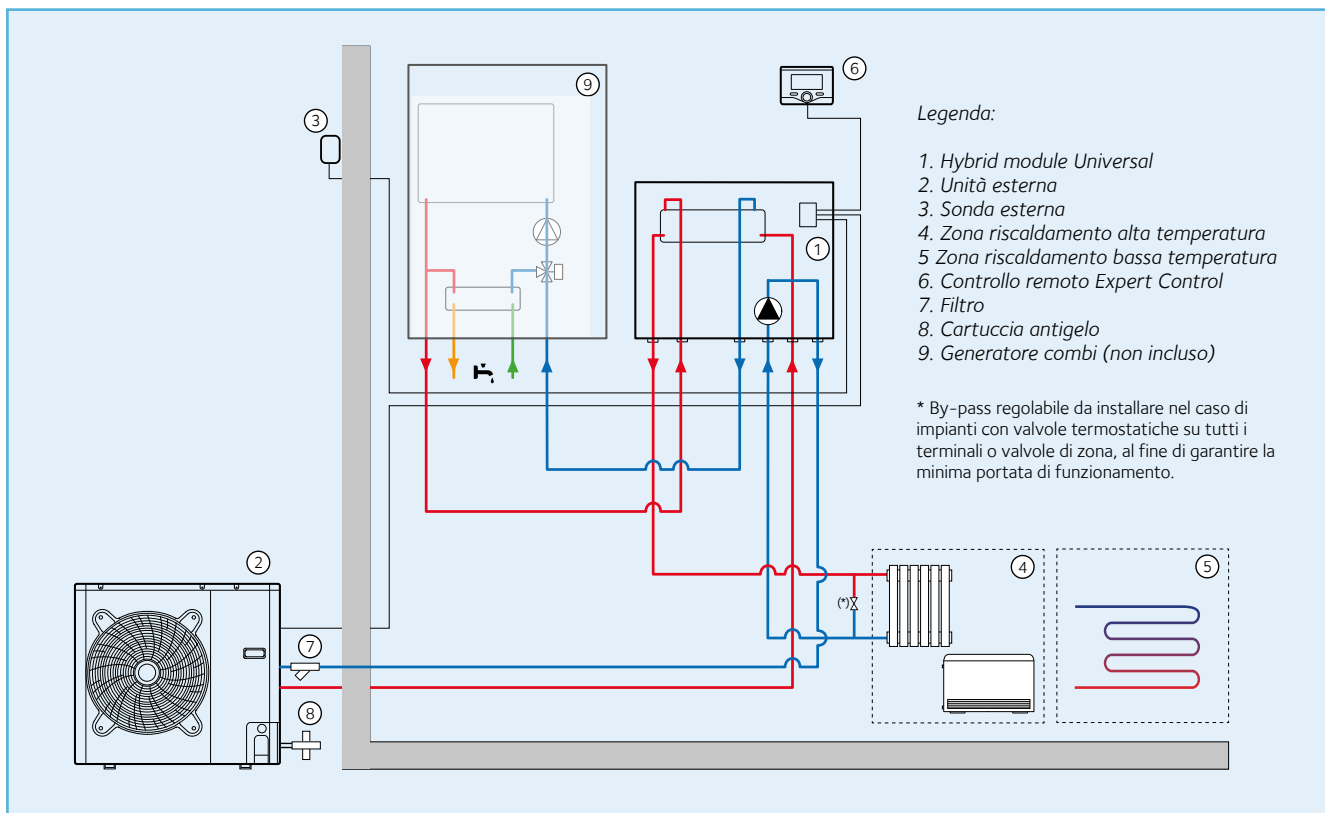 9
6
3
Legenda:
1. Hybrid module Universal
2. Unità esterna
3. Sonda esterna
4. Zona riscaldamento alta temperatura
5 Zona riscaldamento bassa temperatura
6. Controllo remoto Expert Control
7. Filtro
8. Cartuccia antigelo
9. Generatore combi (non incluso)
* By-pass regolabile da installare nel caso di
impianti con valvole termostatiche su tutti i
terminali o valvole di zona, al fine di garantire la
minima portata di funzionamento.
1
2
4
5
(*)
7
8